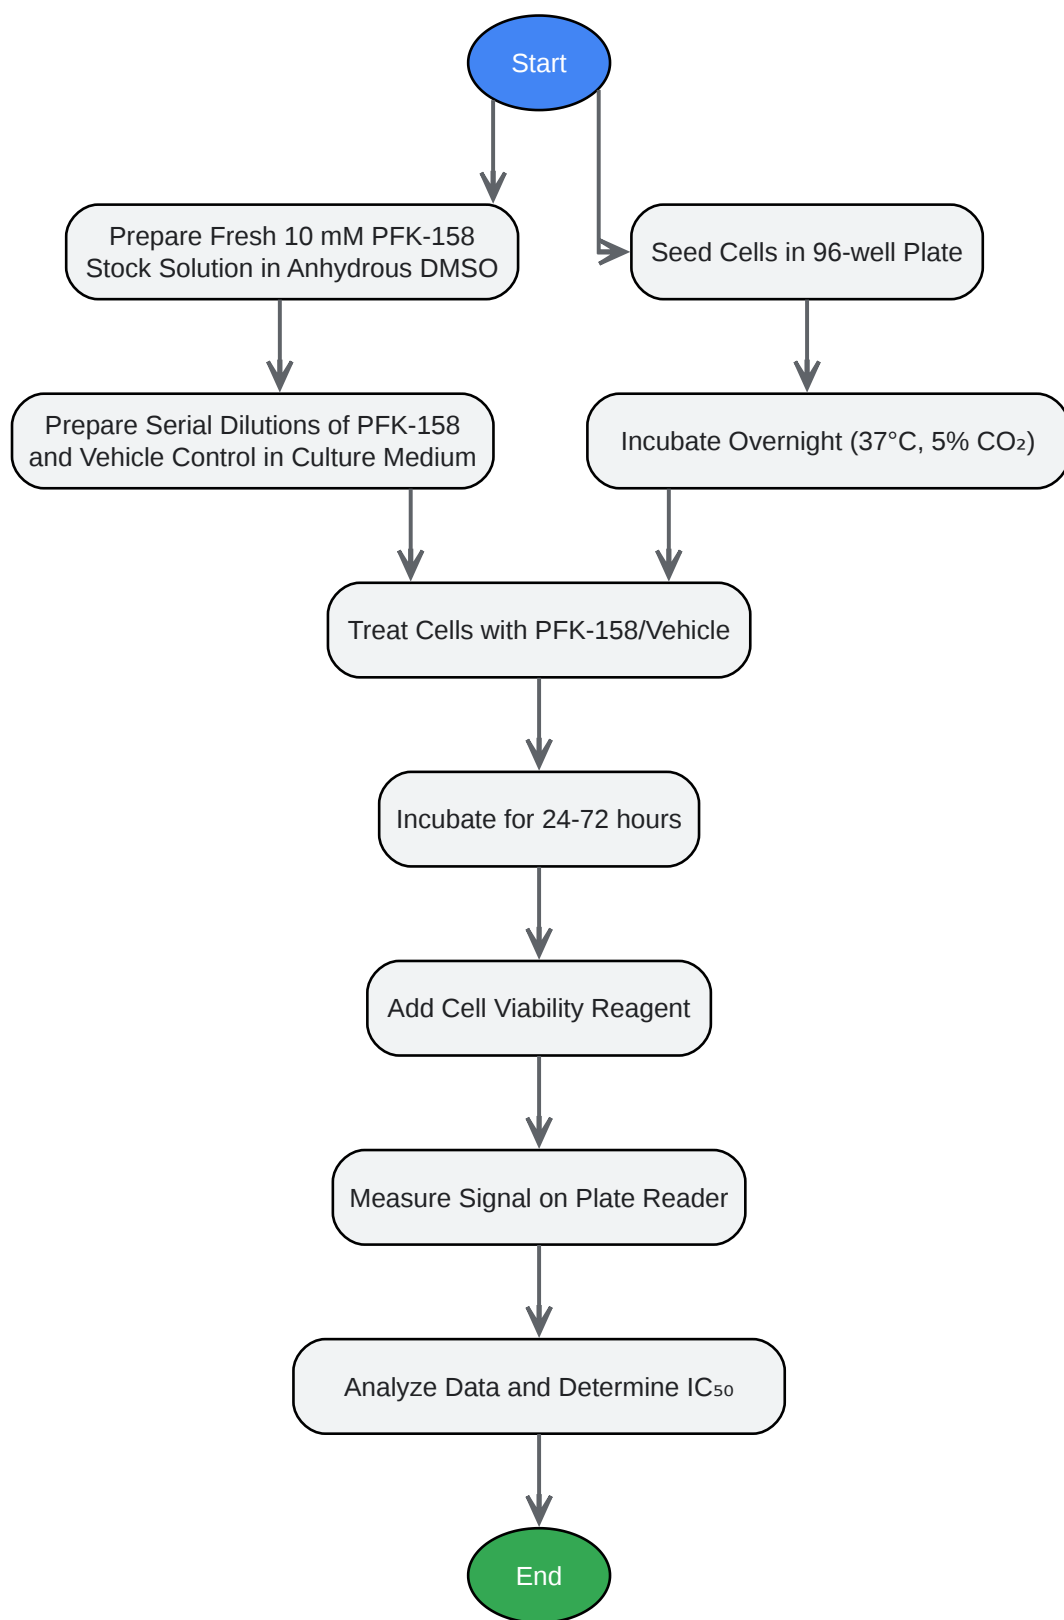 Start
Prepare Fresh 10 mM PFK-158
Stock Solution in Anhydrous DMSO
Seed Cells in 96-well Plate
Prepare Serial Dilutions of PFK-158
and Vehicle Control in Culture Medium
Incubate Overnight (37°C, 5% CO₂)
Treat Cells with PFK-158/Vehicle
Incubate for 24-72 hours
Add Cell Viability Reagent
Measure Signal on Plate Reader
Analyze Data and Determine IC₅₀
End